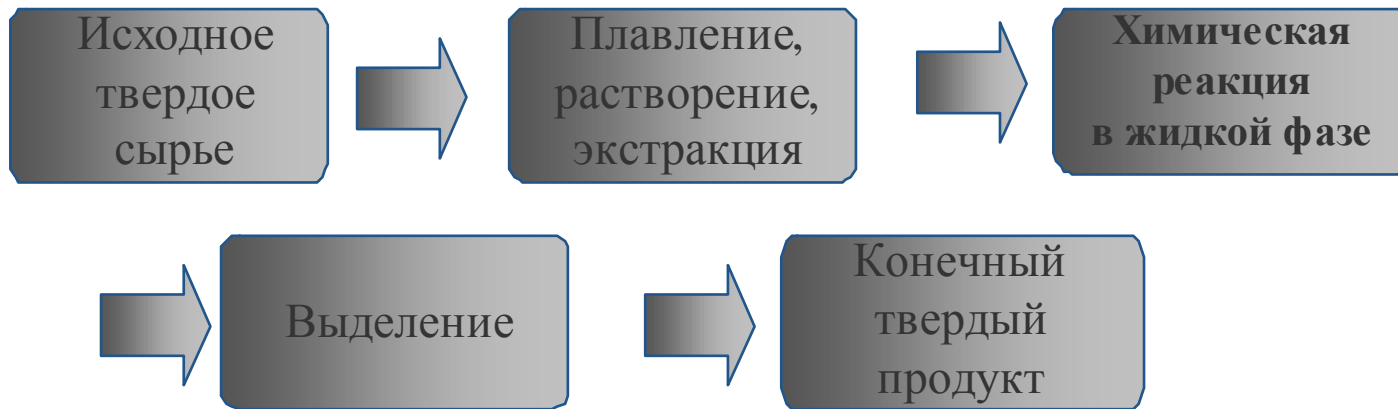 Исходное
твердое
сырье
Плавление,
растворение,
экстракция
Химическая
реакция
в жидкой фазе
Выделение
Конечный
твердый
продукт